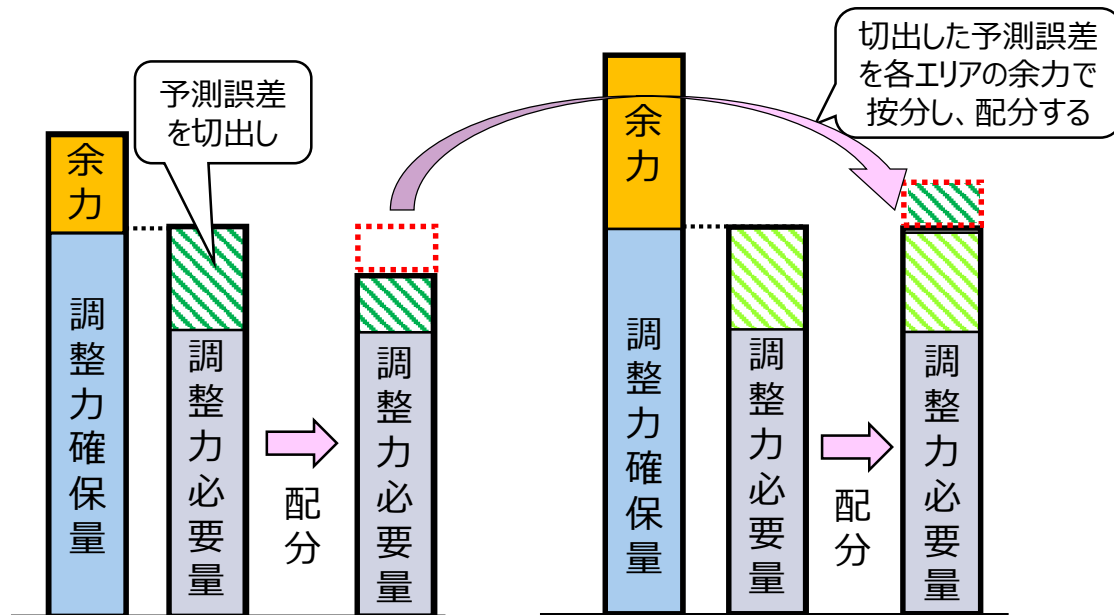 予測誤差
を切出し
余力
調整力確保量
調整力必要量
配分
調整力必要量
切出した予測誤差
を各エリアの余力で
按分し、配分する
余力
調整力確保量
調整力必要量
配分
調整力必要量